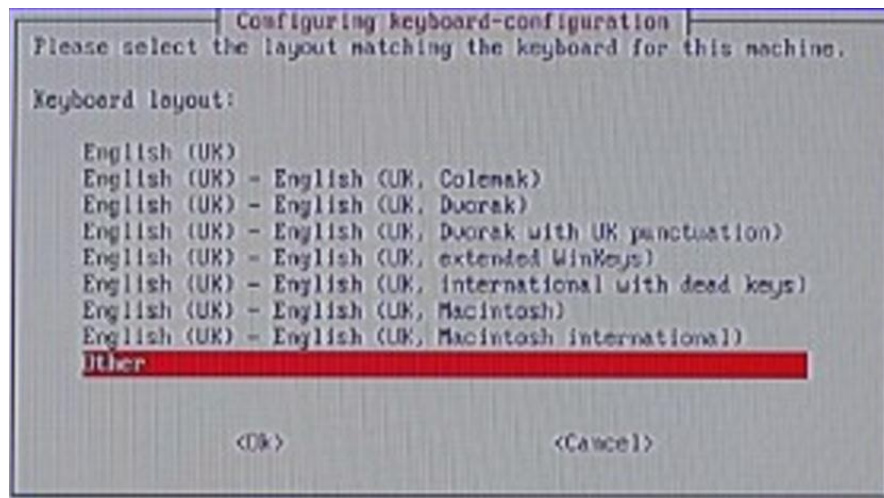 Configuring keyboard-configuration
Please select the layout matching the keyboard for this machine.
Keyboard layout:
English (UK)
English (UK) - English (UK, Colemak)
English (UK) - English (UK, Dvorak)
English (UK) - English (UK, Dvorak with UK punctuation)
English (UK) - English (UK, extended WinKeys)
English (UK) - English (UK, international with dead keys)
English (UK) - English (UK, Macintosh)
English (UK) - English (UK, Macintosh international)
Other
<Ok> <Cancel>